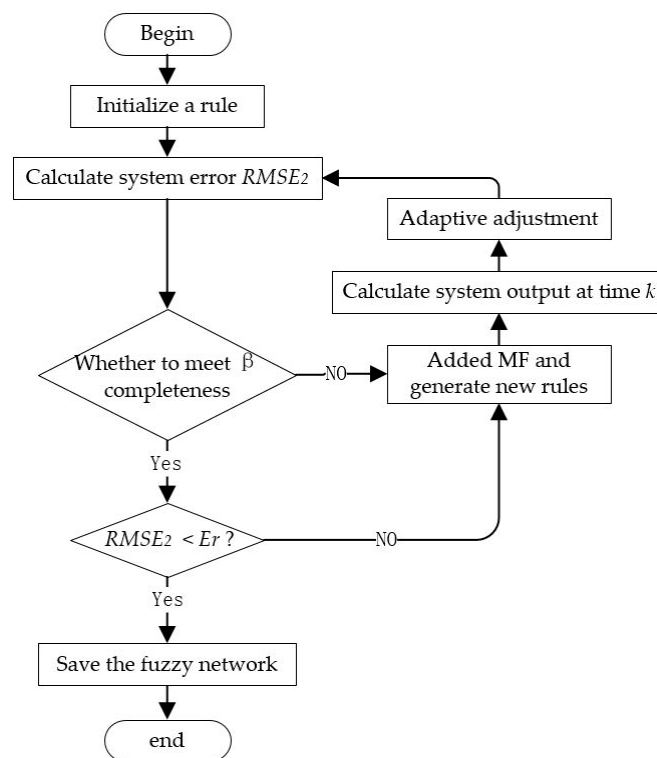 Begin
Initialize a rule
Calculate system error RMSE2
Adaptive adjustment
Calculate system output at time k
Whether to meet β
completeness
NO
Added MF and
generate new rules
Yes
RMSE2 < Er ?
NO
Yes
Save the fuzzy network
end